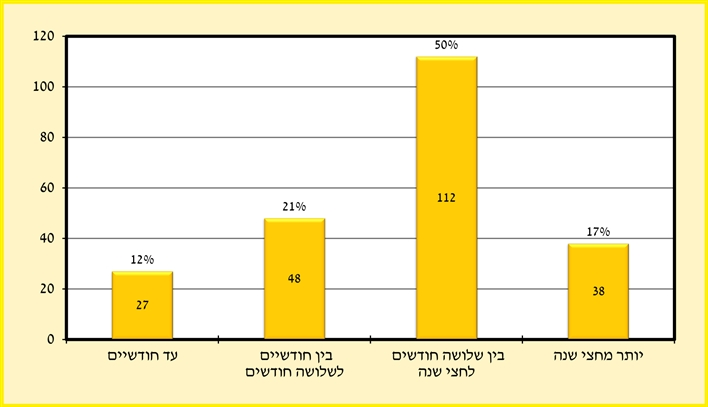 120
100
80
60
40
20
0
12%
27
21%
48
50%
112
17%
38
עד חודשיים
בין חודשיים
לשלושה חודשים
בין שלושה חודשים
לחצי שנה
יותר מחצי שנה